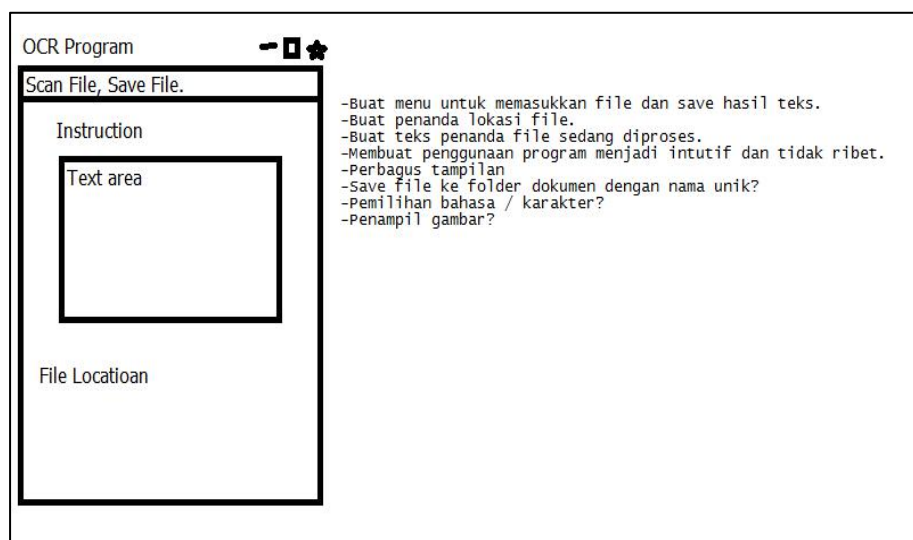 OCR Program
Scan File, Save File.
Instruction
Text area
File Locatioan
-Buat menu untuk memasukkan file dan save hasil teks.
-Buat penanda lokasi file.
-Buat teks penanda file sedang diproses.
-Membuat penggunaan program menjadi intutif dan tidak ribet.
-Perbagus tampilan
-Save file ke folder dokumen dengan nama unik?
-Pemilihan bahasa / karakter?
-Penampil gambar?